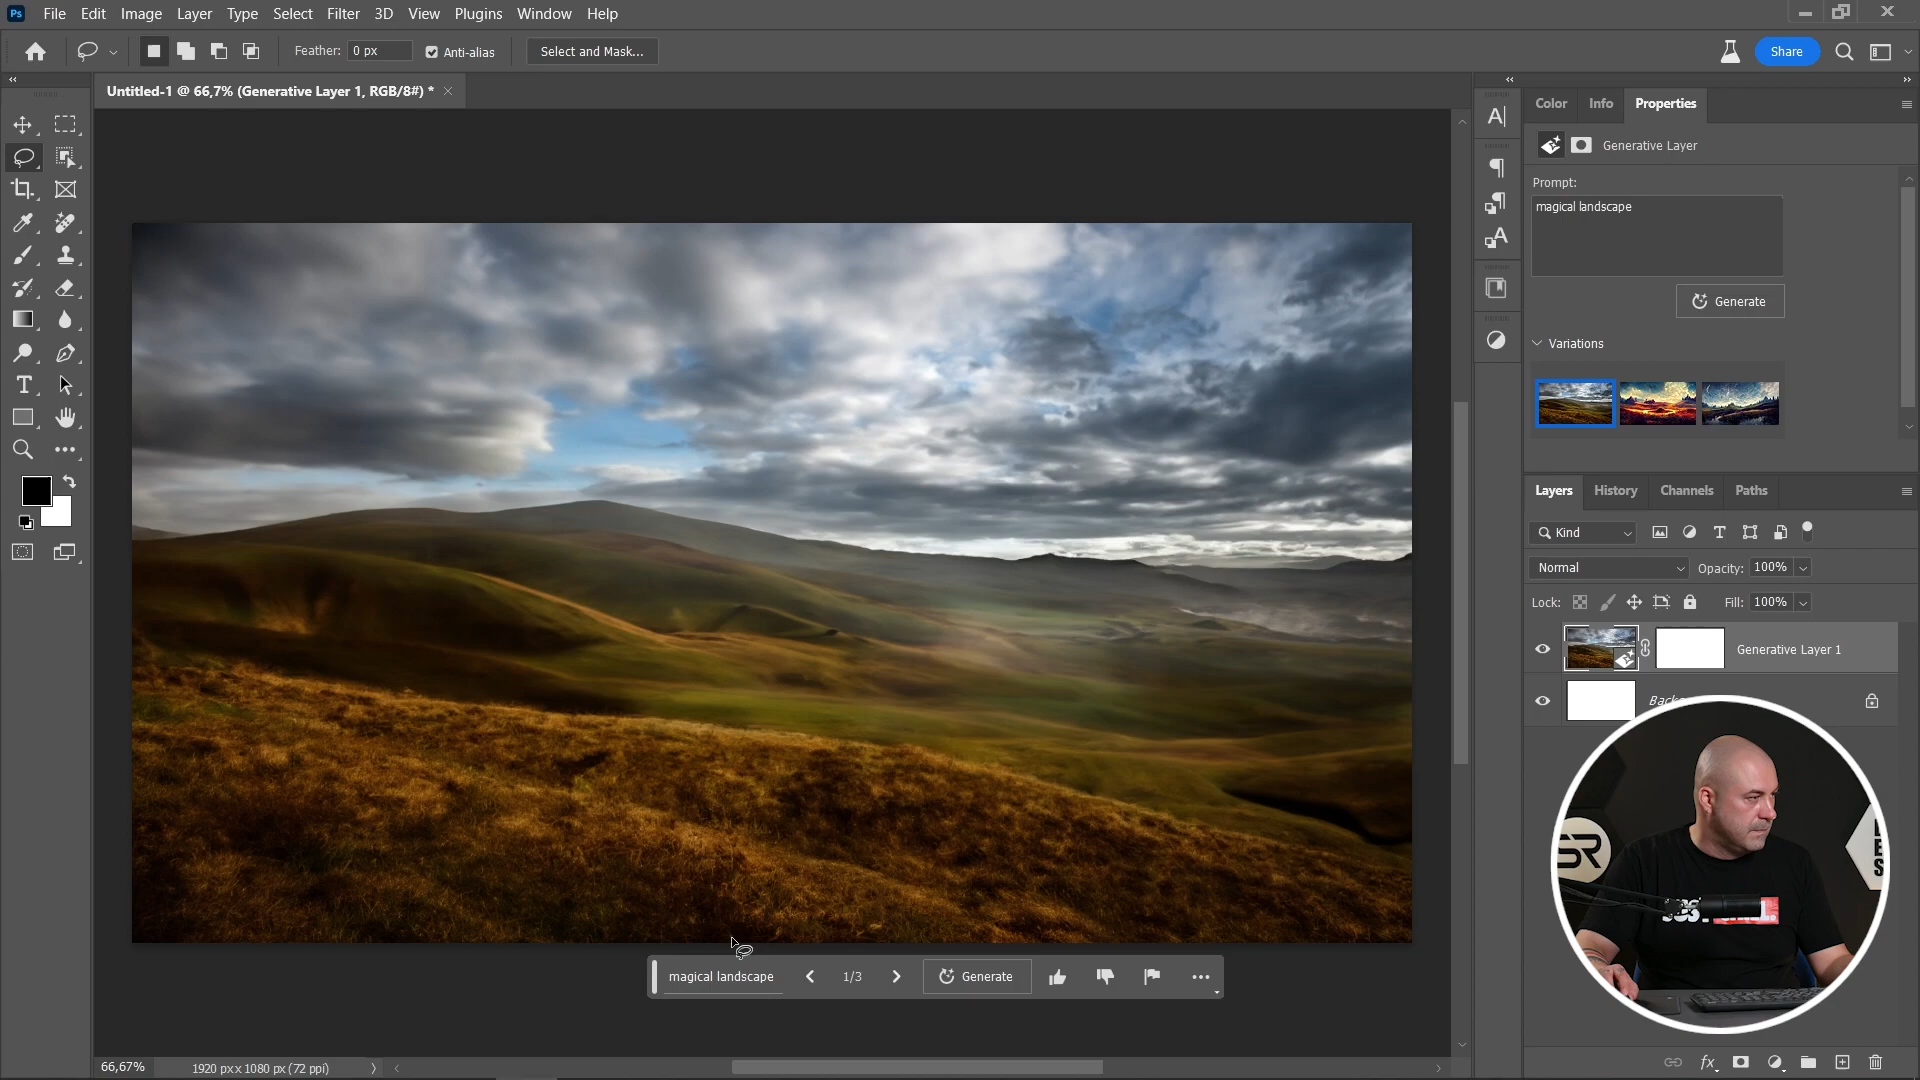 Ps File Edit Image Layer Type Select Filter 3D View Plugins Window Help
Feather: 0 px Anti-alias Select and Mask... Share
Untitled-1 @ 66,7% (Generative Layer 1, RGB/8#) *
Color Info Properties
Generative Layer
Prompt:
magical landscape
Generate
Variations
Layers History Channels Paths
Kind
Normal Opacity: 100%
Lock: Fill: 100%
Generative Layer 1
magical landscape 1/3 Generate
66,67% 1920 px x 1080 px (72 ppi)
fx